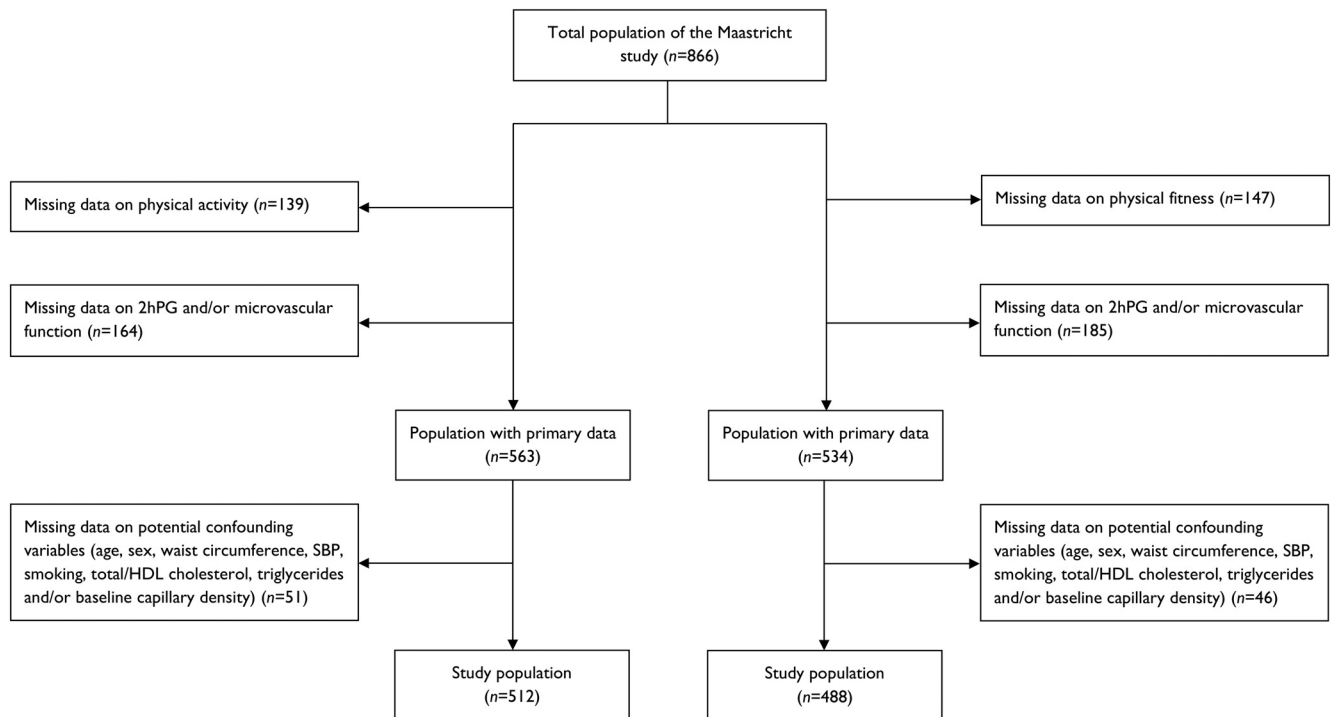 Total population of the Maastricht
study (n=866)
Missing data on physical activity (n=139)
Missing data on physical fitness (n=147)
Missing data on 2hPG and/or microvascular
function (n=164)
Missing data on 2hPG and/or microvascular
function (n=185)
Population with primary data
(n=563)
Population with primary data
(n=534)
Missing data on potential confounding
variables (age, sex, waist circumference, SBP,
smoking, total/HDL cholesterol, triglycerides
and/or baseline capillary density) (n=51)
Missing data on potential confounding
variables (age, sex, waist circumference, SBP,
smoking, total/HDL cholesterol, triglycerides
and/or baseline capillary density) (n=46)
Study population
(n=512)
Study population
(n=488)